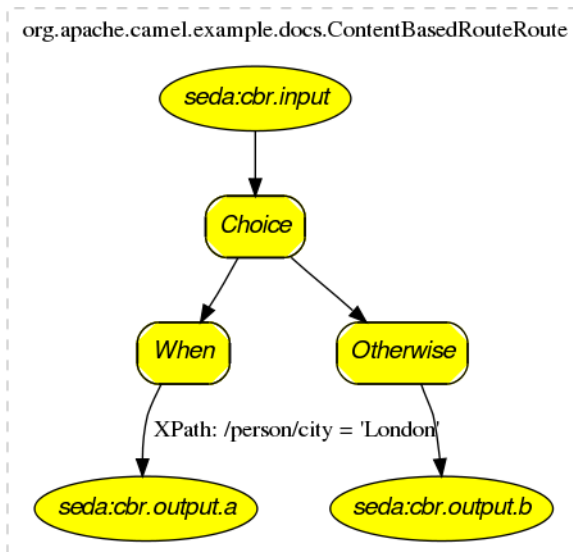 org.apache.camel.example.docs.ContentBasedRouteRoute
seda:cbr.input
Choice
When
Otherwise
XPath: /person/city = 'London'
seda:cbr.output.a
seda:cbr.output.b